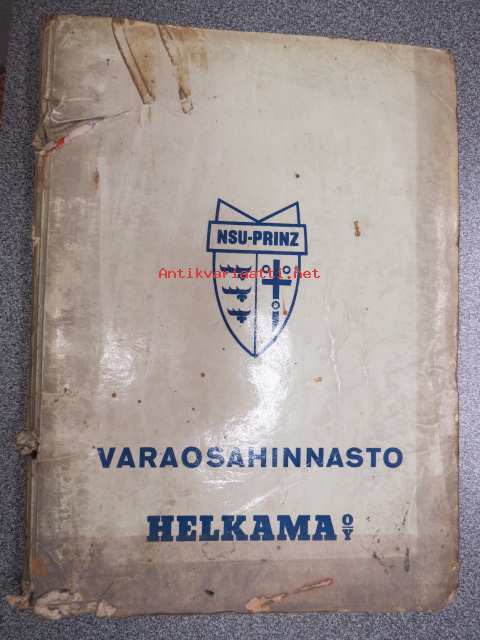 NSU-PRINZ
Antikvariaatti.net
VARAOSAHINNASTO
HELKAMA OY